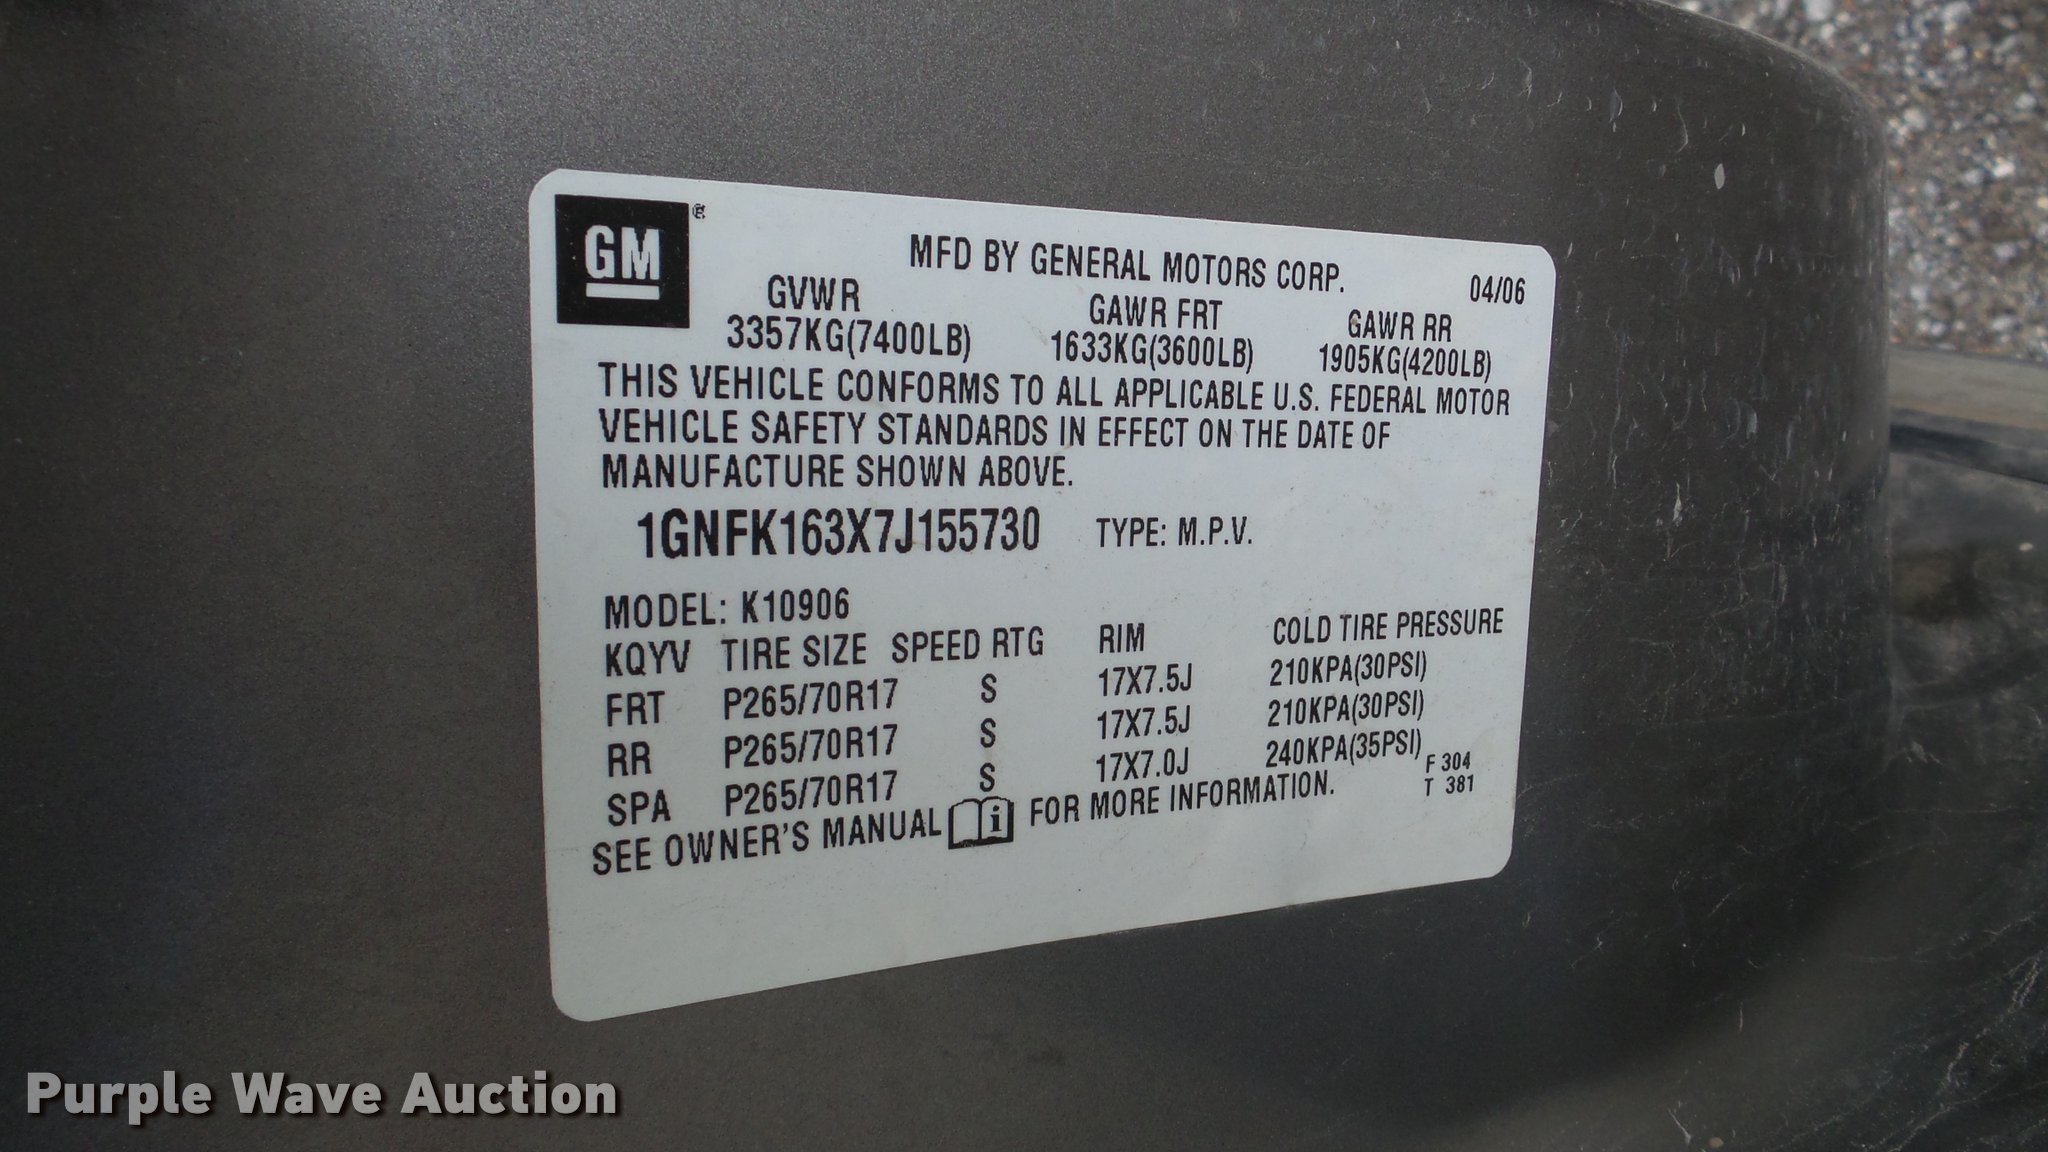 GM ®
MFD BY GENERAL MOTORS CORP. 04/06
GVWR GAWR FRT GAWR RR
3357KG(7400LB) 1633KG(3600LB) 1905KG(4200LB)
THIS VEHICLE CONFORMS TO ALL APPLICABLE U.S. FEDERAL MOTOR
VEHICLE SAFETY STANDARDS IN EFFECT ON THE DATE OF
MANUFACTURE SHOWN ABOVE.
1GNFK163X7J155730 TYPE: M.P.V.
MODEL: K10906
KQYV TIRE SIZE SPEED RTG RIM COLD TIRE PRESSURE
FRT P265/70R17 S 17X7.5J 210KPA(30PSI)
RR P265/70R17 S 17X7.5J 210KPA(30PSI)
SPA P265/70R17 S 17X7.0J 240KPA(35PSI) F 304
T 381
SEE OWNER'S MANUAL i FOR MORE INFORMATION.
Purple Wave Auction